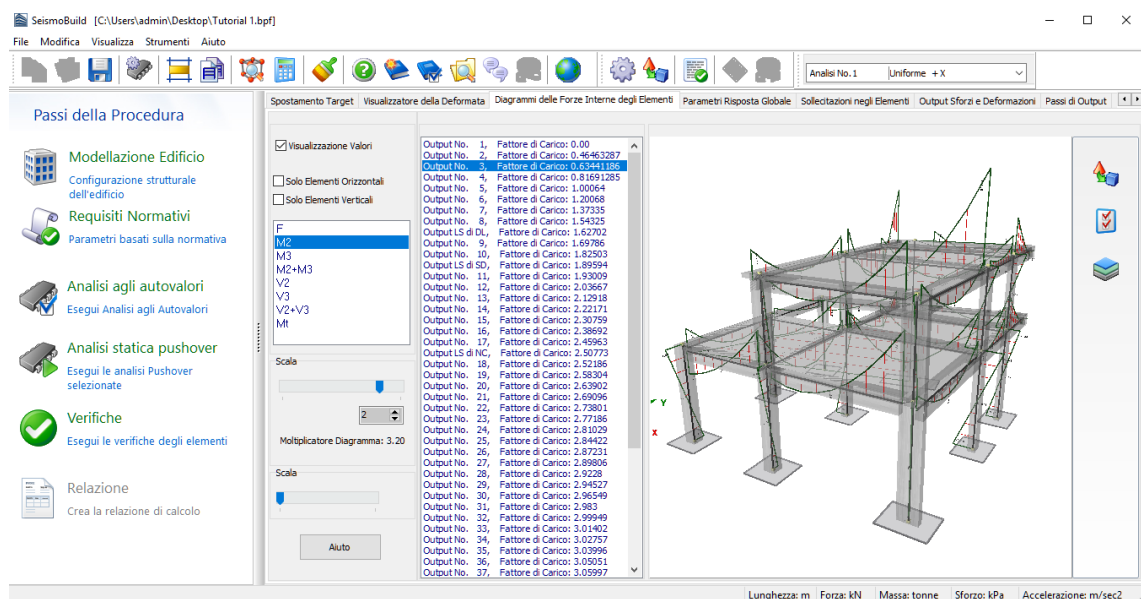 SeismoBuild [C:\Users\admin\Desktop\Tutorial 1.bpf]
File Modifica Visualizza Strumenti Aiuto
Analisi No.1 Uniforme +X
Passi della Procedura
Modellazione Edificio
Configurazione strutturale
dell'edificio
Requisiti Normativi
Parametri basati sulla normativa
Analisi agli autovalori
Esegui Analisi agli Autovalori
Analisi statica pushover
Esegui le analisi Pushover
selezionate
Verifiche
Esegui le verifiche degli elementi
Relazione
Crea la relazione di calcolo
Spostamento Target Visualizzatore della Deformata Diagrammi delle Forze Interne degli Elementi Parametri Risposta Globale Sollecitazioni negli Elementi Output Sforzi e Deformazioni Passi di Output
Visualizzazione Valori
Solo Elementi Orizzontali
Solo Elementi Verticali
F
M2
M3
M2+M3
V2
V3
V2+V3
Mt
Scala
2
Moltiplicatore Diagramma: 3.20
Scala
Aiuto
Output No. 1, Fattore di Carico: 0.00
Output No. 2, Fattore di Carico: 0.46463287
Output No. 3, Fattore di Carico: 0.63441186
Output No. 4, Fattore di Carico: 0.81691285
Output No. 5, Fattore di Carico: 1.00064
Output No. 6, Fattore di Carico: 1.20068
Output No. 7, Fattore di Carico: 1.37335
Output No. 8, Fattore di Carico: 1.54325
Output LS di DL, Fattore di Carico: 1.62702
Output No. 9, Fattore di Carico: 1.69786
Output No. 10, Fattore di Carico: 1.82503
Output LS di SD, Fattore di Carico: 1.89594
Output No. 11, Fattore di Carico: 1.93009
Output No. 12, Fattore di Carico: 2.03667
Output No. 13, Fattore di Carico: 2.12918
Output No. 14, Fattore di Carico: 2.22171
Output No. 15, Fattore di Carico: 2.30759
Output No. 16, Fattore di Carico: 2.38692
Output No. 17, Fattore di Carico: 2.45963
Output LS di NC, Fattore di Carico: 2.50773
Output No. 18, Fattore di Carico: 2.52186
Output No. 19, Fattore di Carico: 2.58304
Output No. 20, Fattore di Carico: 2.63902
Output No. 21, Fattore di Carico: 2.69096
Output No. 22, Fattore di Carico: 2.73801
Output No. 23, Fattore di Carico: 2.77186
Output No. 24, Fattore di Carico: 2.81029
Output No. 25, Fattore di Carico: 2.84422
Output No. 26, Fattore di Carico: 2.87231
Output No. 27, Fattore di Carico: 2.89806
Output No. 28, Fattore di Carico: 2.9228
Output No. 29, Fattore di Carico: 2.94527
Output No. 30, Fattore di Carico: 2.96549
Output No. 31, Fattore di Carico: 2.983
Output No. 32, Fattore di Carico: 2.99949
Output No. 33, Fattore di Carico: 3.01402
Output No. 34, Fattore di Carico: 3.02757
Output No. 35, Fattore di Carico: 3.03996
Output No. 36, Fattore di Carico: 3.05051
Output No. 37, Fattore di Carico: 3.05997
Y
X
Lunghezza: m Forza: kN Massa: tonne Sforzo: kPa Accelerazione: m/sec2